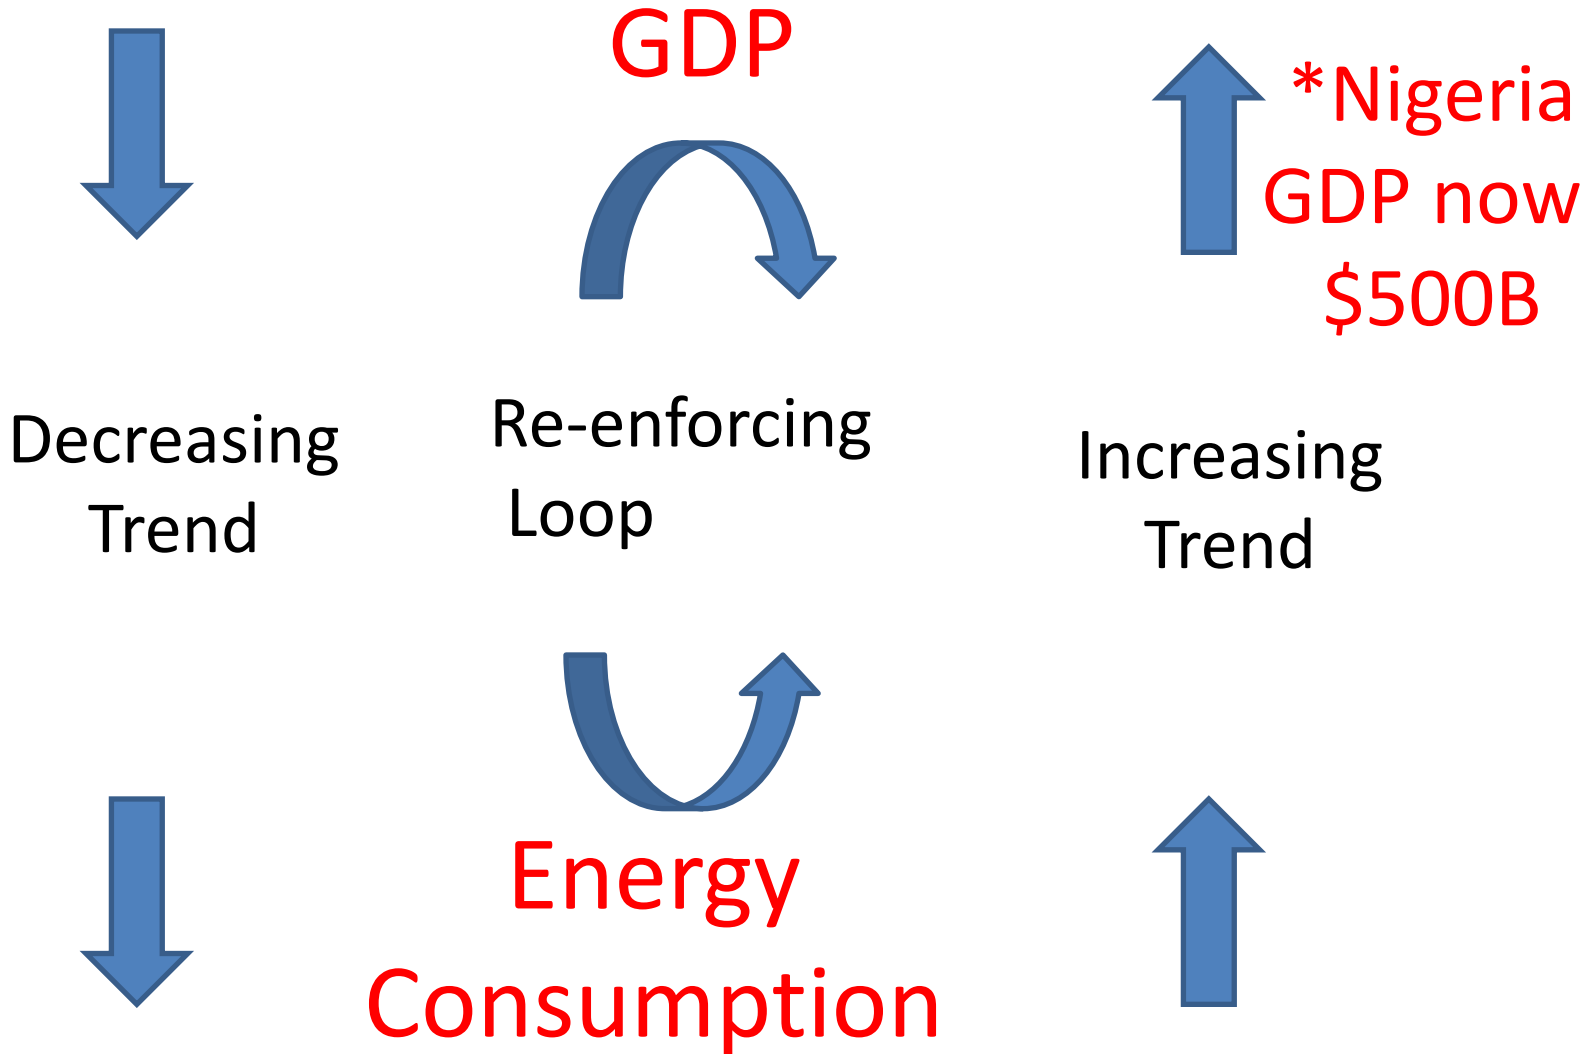 GDP
*Nigeria
GDP now
$500B
Decreasing
Trend
Re-enforcing
Loop
Increasing
Trend
Energy
Consumption